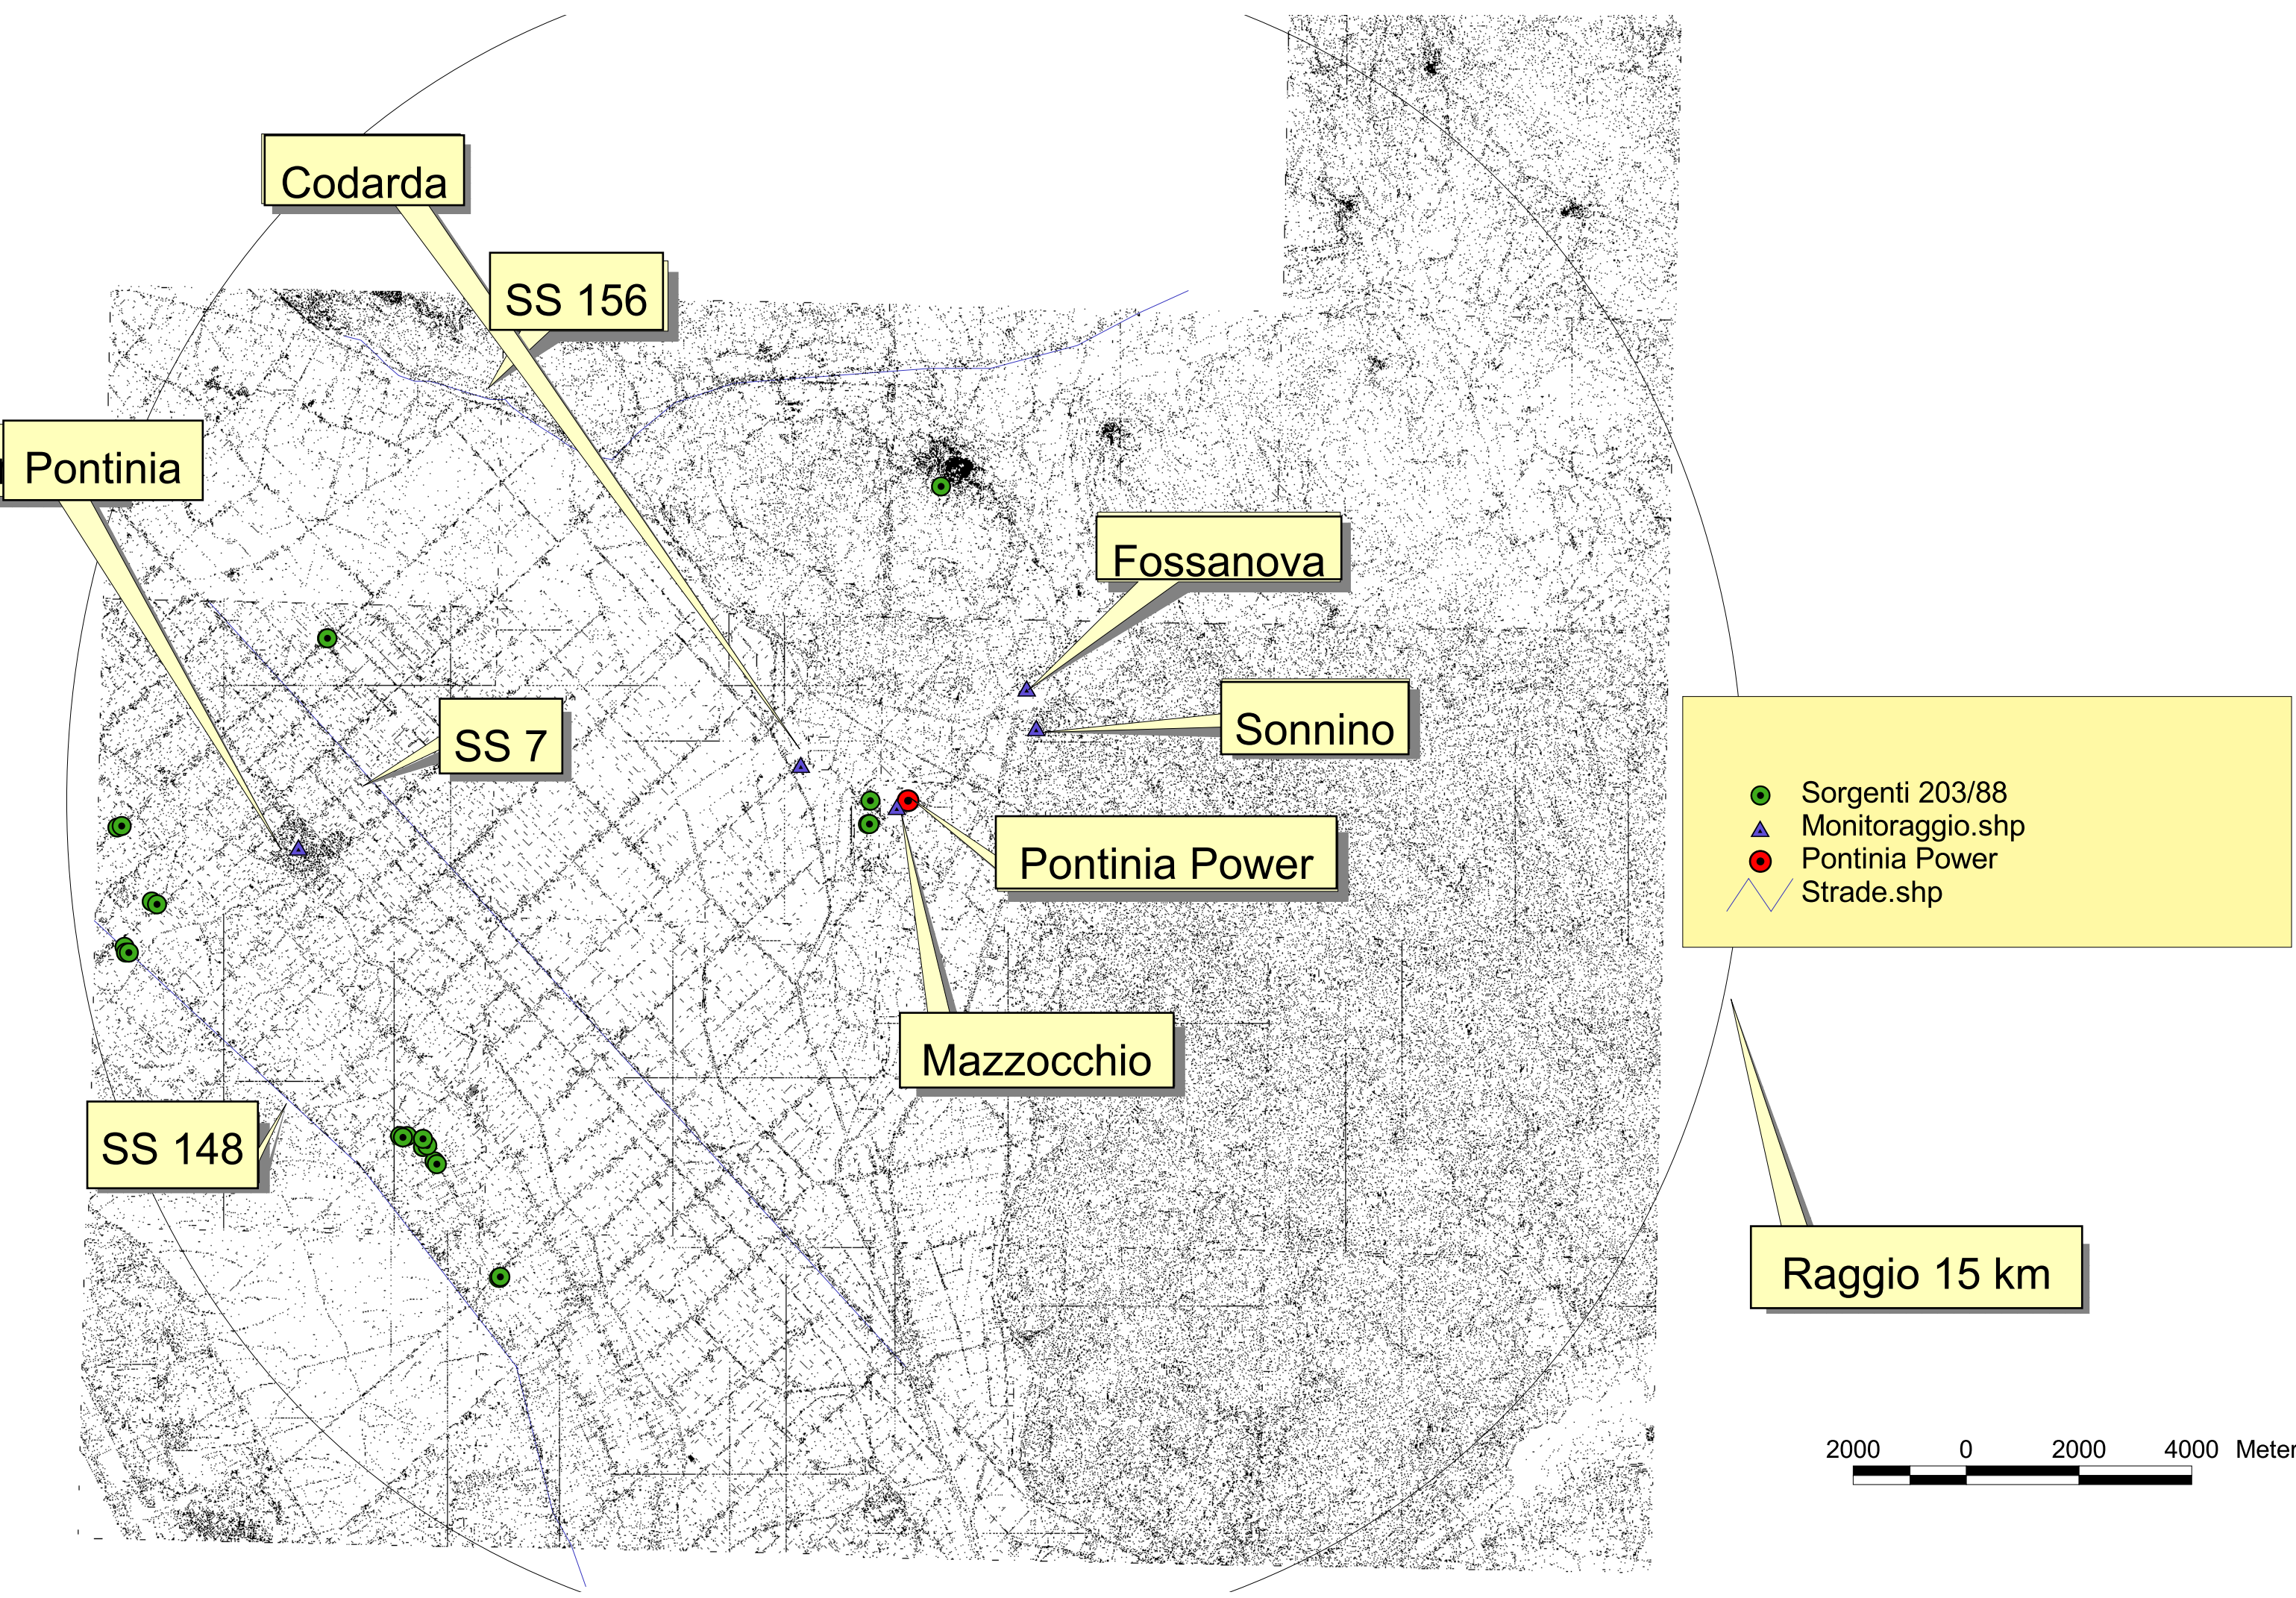 Codarda
SS 156
Pontinia
Fossanova
SS 7
Sonnino
Sorgenti 203/88
Monitoraggio.shp
Pontinia Power
Strade.shp
Pontinia Power
Mazzocchio
SS 148
Raggio 15 km
2000 0 2000 4000 Meter